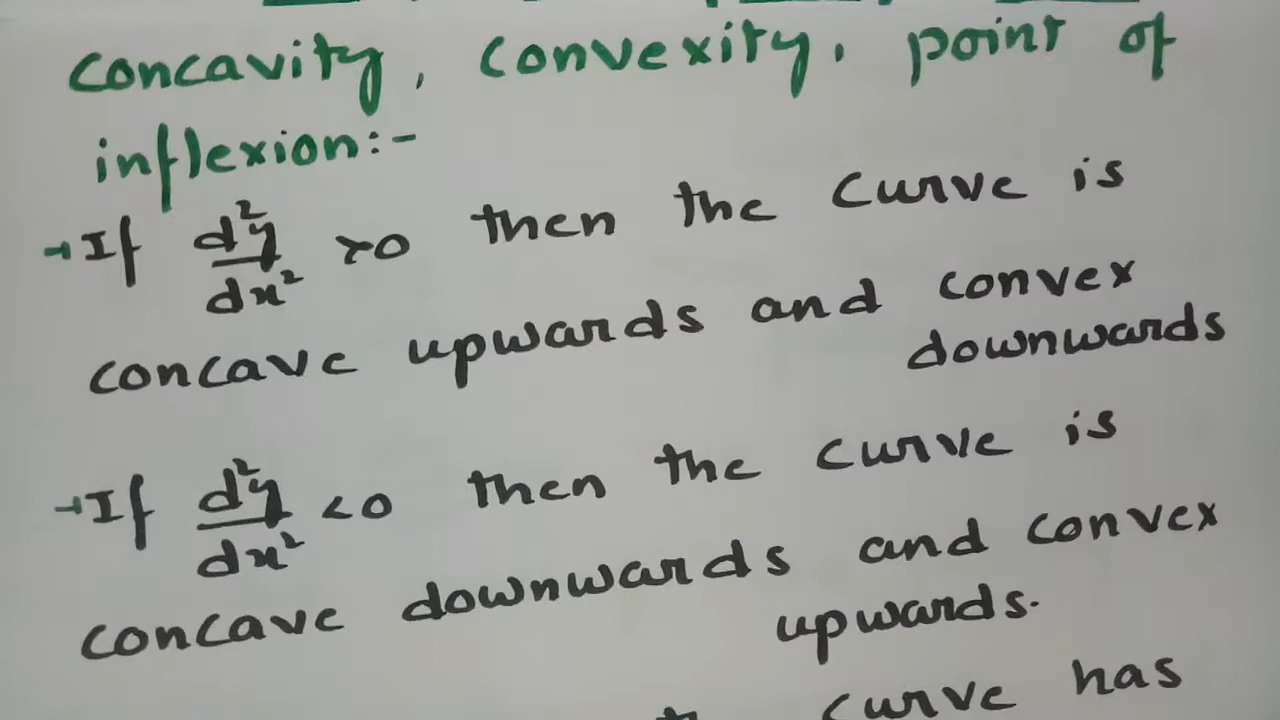 concavity, convexity, point of
inflexion:-
→ If d²y/dx² >0 then the curve is
concave upwards and convex
downwards
→ If d²y/dx² <0 then the curve is
concave downwards and convex
upwards.
curve has